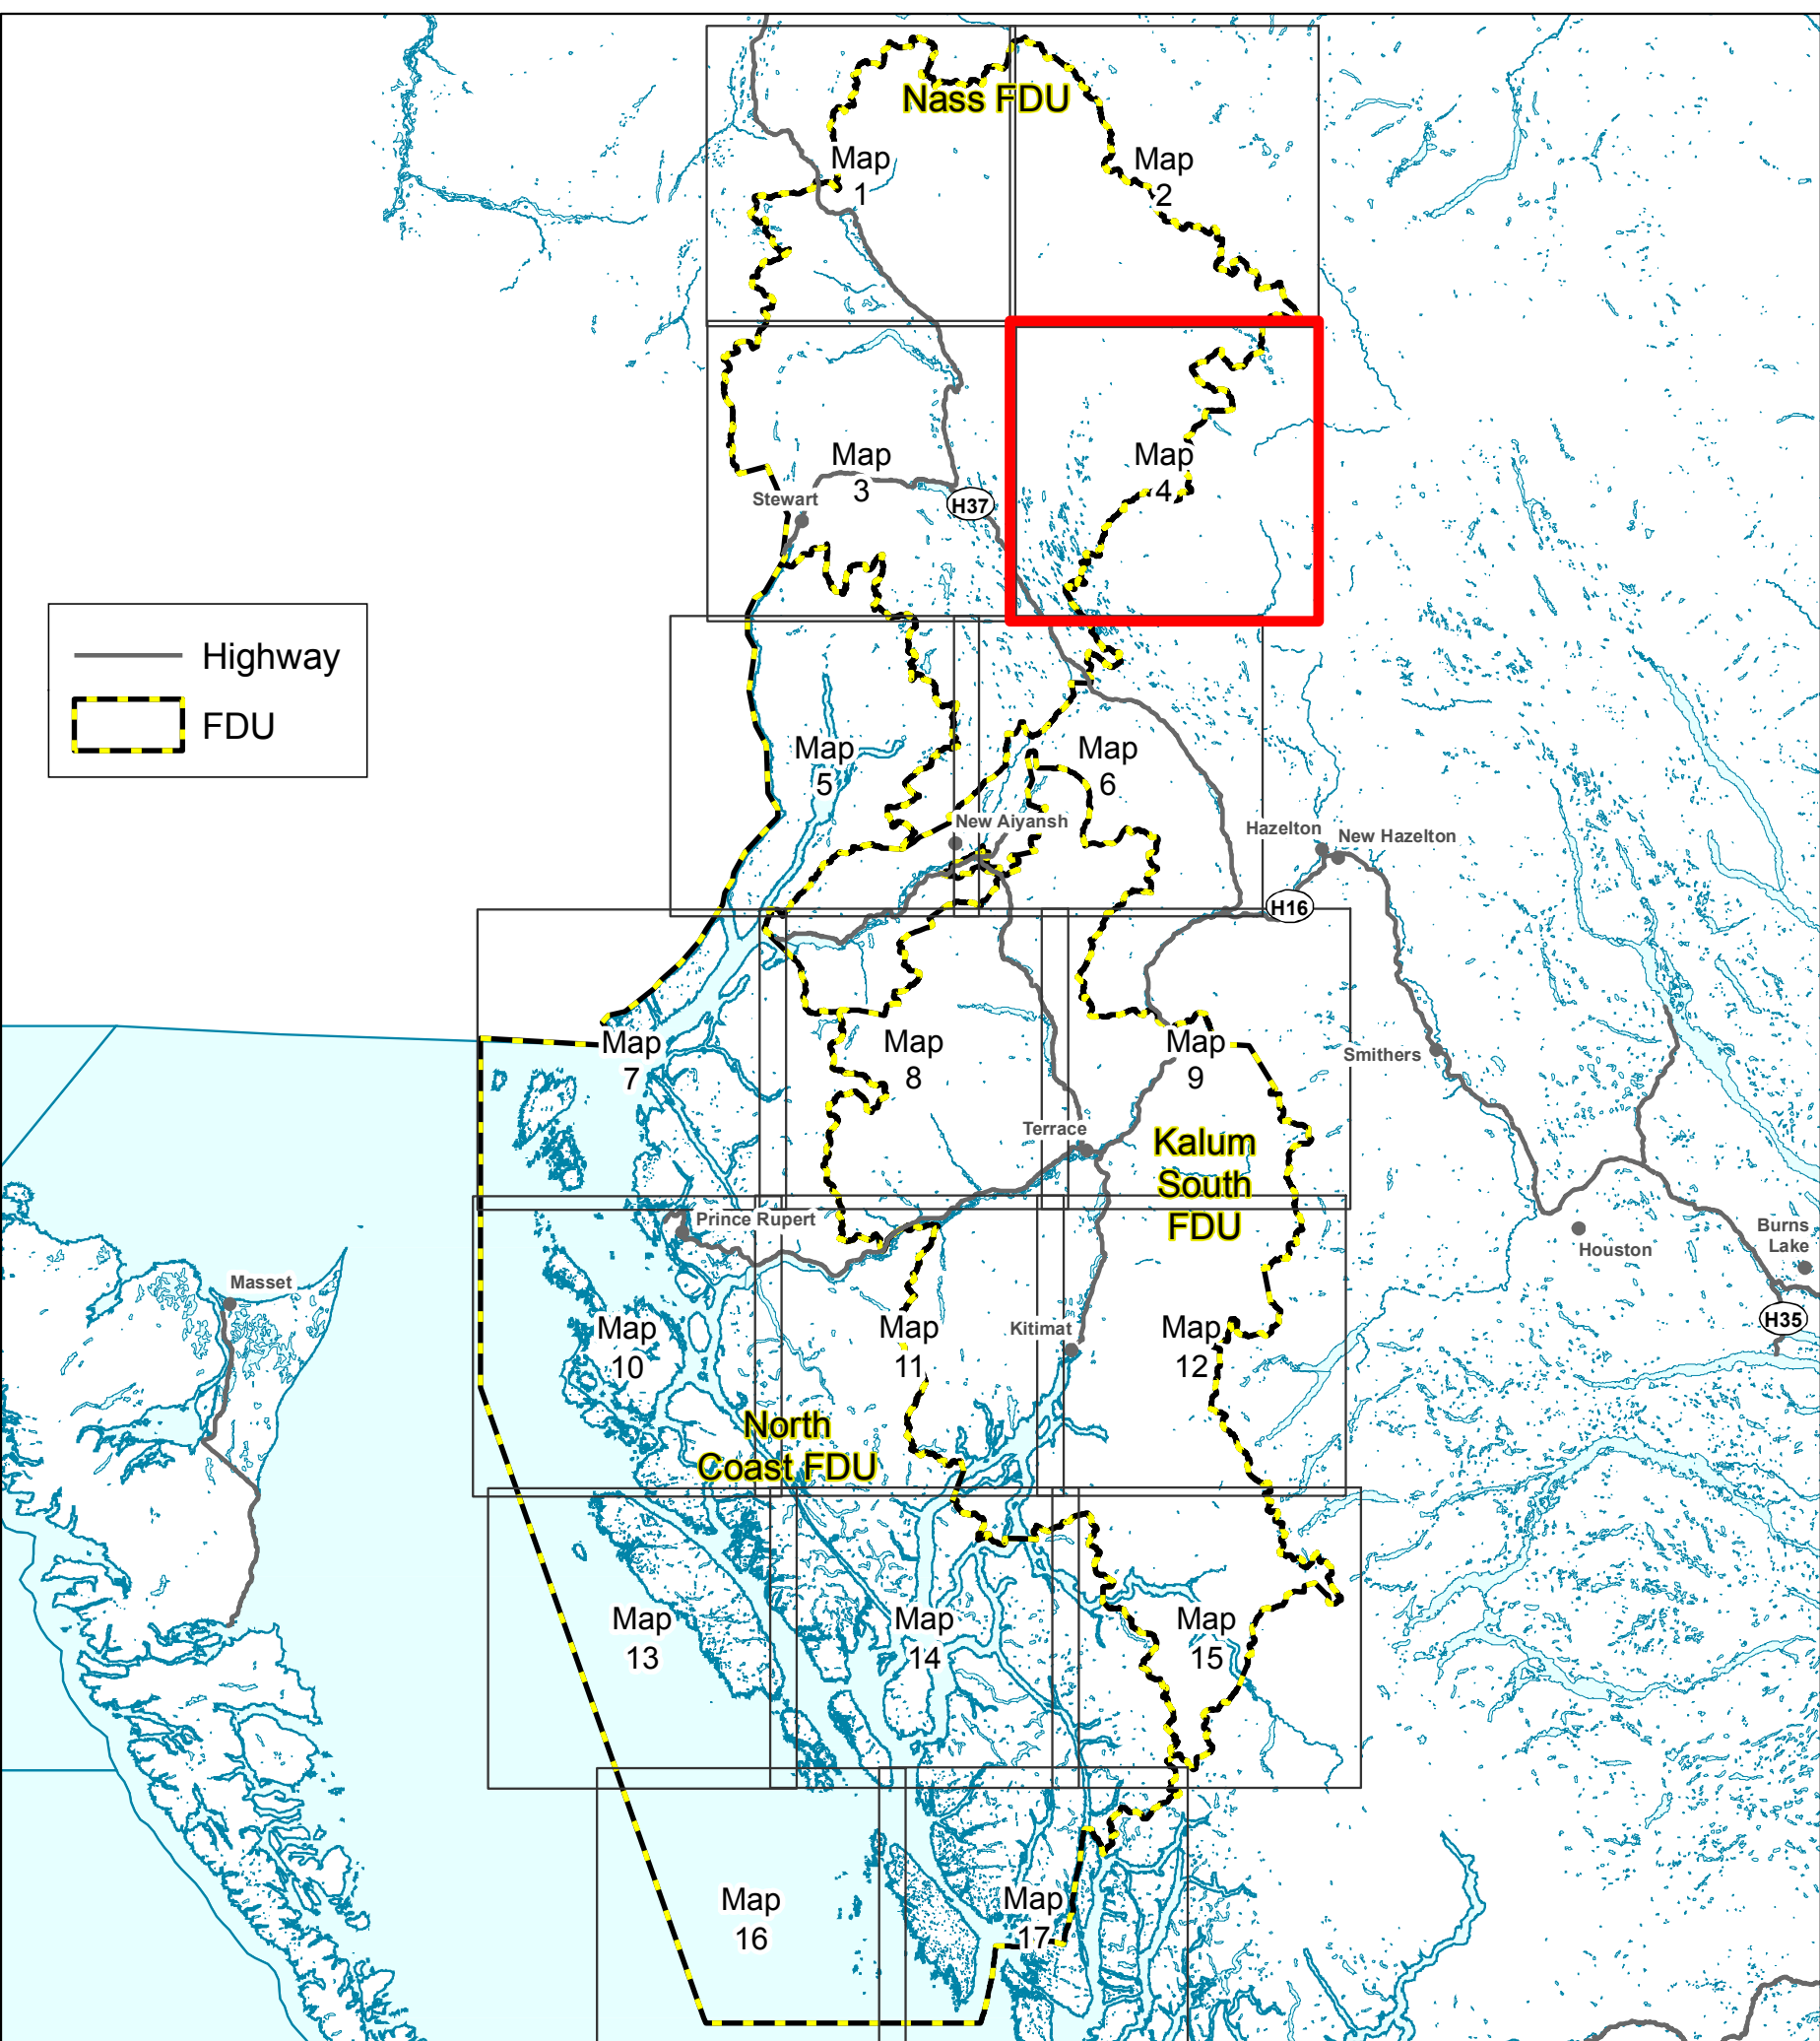 Nass FDU
Map
1
Map
2
Map
3
Map
4
Stewart
H37
Highway
FDU
Map
5
Map
6
New Aiyansh
Hazelton
New Hazelton
H16
Map
7
Map
8
Map
9
Smithers
Terrace
Kalum
South
FDU
Prince Rupert
Houston
Burns
Lake
Masset
H35
Map
10
Map
11
Kitimat
Map
12
North
Coast FDU
Map
13
Map
14
Map
15
Map
16
Map
17